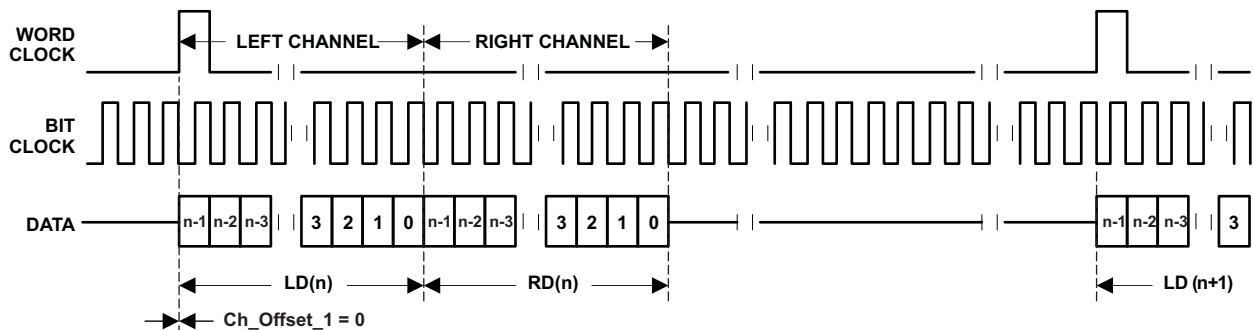 WORD
CLOCK
LEFT CHANNEL
RIGHT CHANNEL
BIT
CLOCK
DATA
n-1 n-2 n-3 3 2 1 0 n-1 n-2 n-3 3 2 1 0 n-1 n-2 n-3 3
LD(n) RD(n) LD (n+1)
Ch_Offset_1 = 0